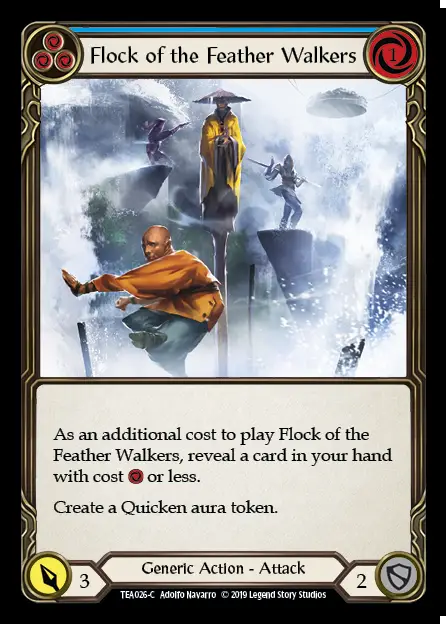 Flock of the Feather Walkers
1
As an additional cost to play Flock of the
Feather Walkers, reveal a card in your hand
with cost or less.
Create a Quicken aura token.
3
Generic Action - Attack
2
TEA026-C Adolfo Navarro © 2019 Legend Story Studios